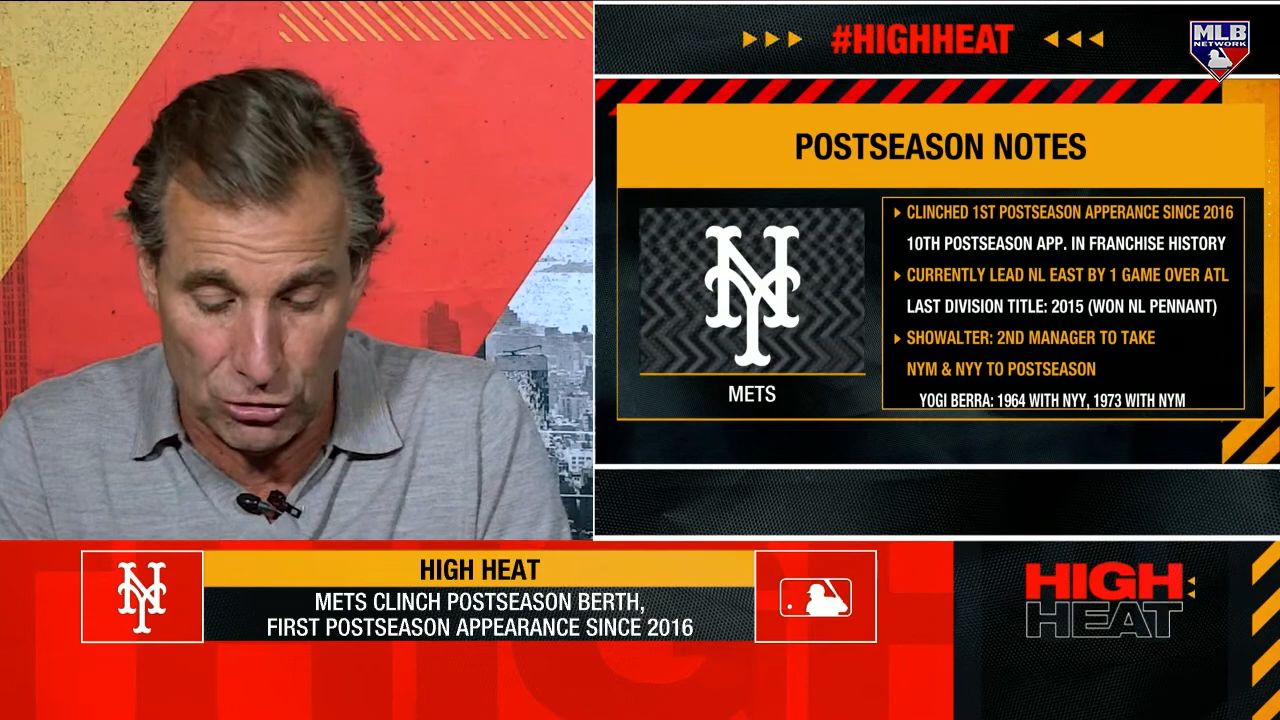 #HIGHHEAT
MLB
NETWORK
POSTSEASON NOTES
CLINCHED 1ST POSTSEASON APPERANCE SINCE 2016
10TH POSTSEASON APP. IN FRANCHISE HISTORY
CURRENTLY LEAD NL EAST BY 1 GAME OVER ATL
LAST DIVISION TITLE: 2015 (WON NL PENNANT)
SHOWALTER: 2ND MANAGER TO TAKE
NYM & NYY TO POSTSEASON
YOGI BERRA: 1964 WITH NYY, 1973 WITH NYM
NY
METS
NY
HIGH HEAT
METS CLINCH POSTSEASON BERTH,
FIRST POSTSEASON APPEARANCE SINCE 2016
HIGH
HEAT